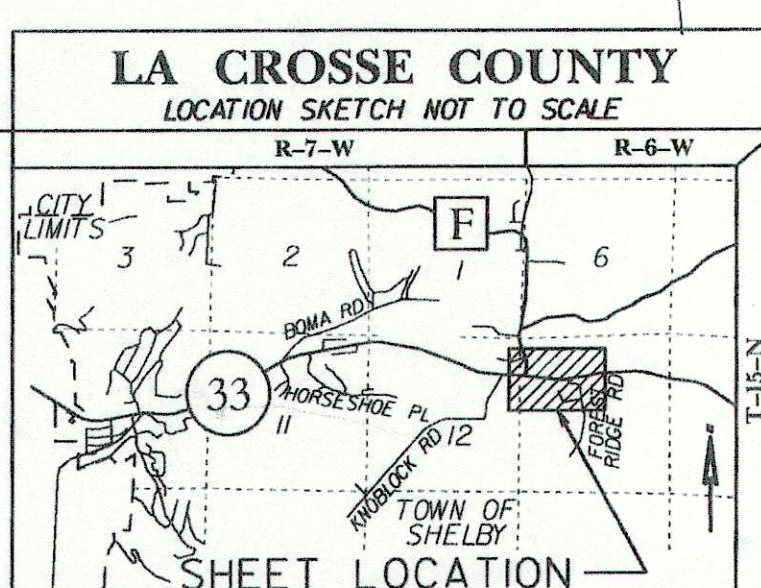 LA CROSSE COUNTY
LOCATION SKETCH NOT TO SCALE
R-7-W
R-6-W
CITY
LIMITS
3
2
F
1
6
BOMA RD
33
HORSESHOE PL
11
12
KNOBLOCK RD
FOREST
RIDGE RD
T-15-N
TOWN OF
SHELBY
SHEET LOCATION